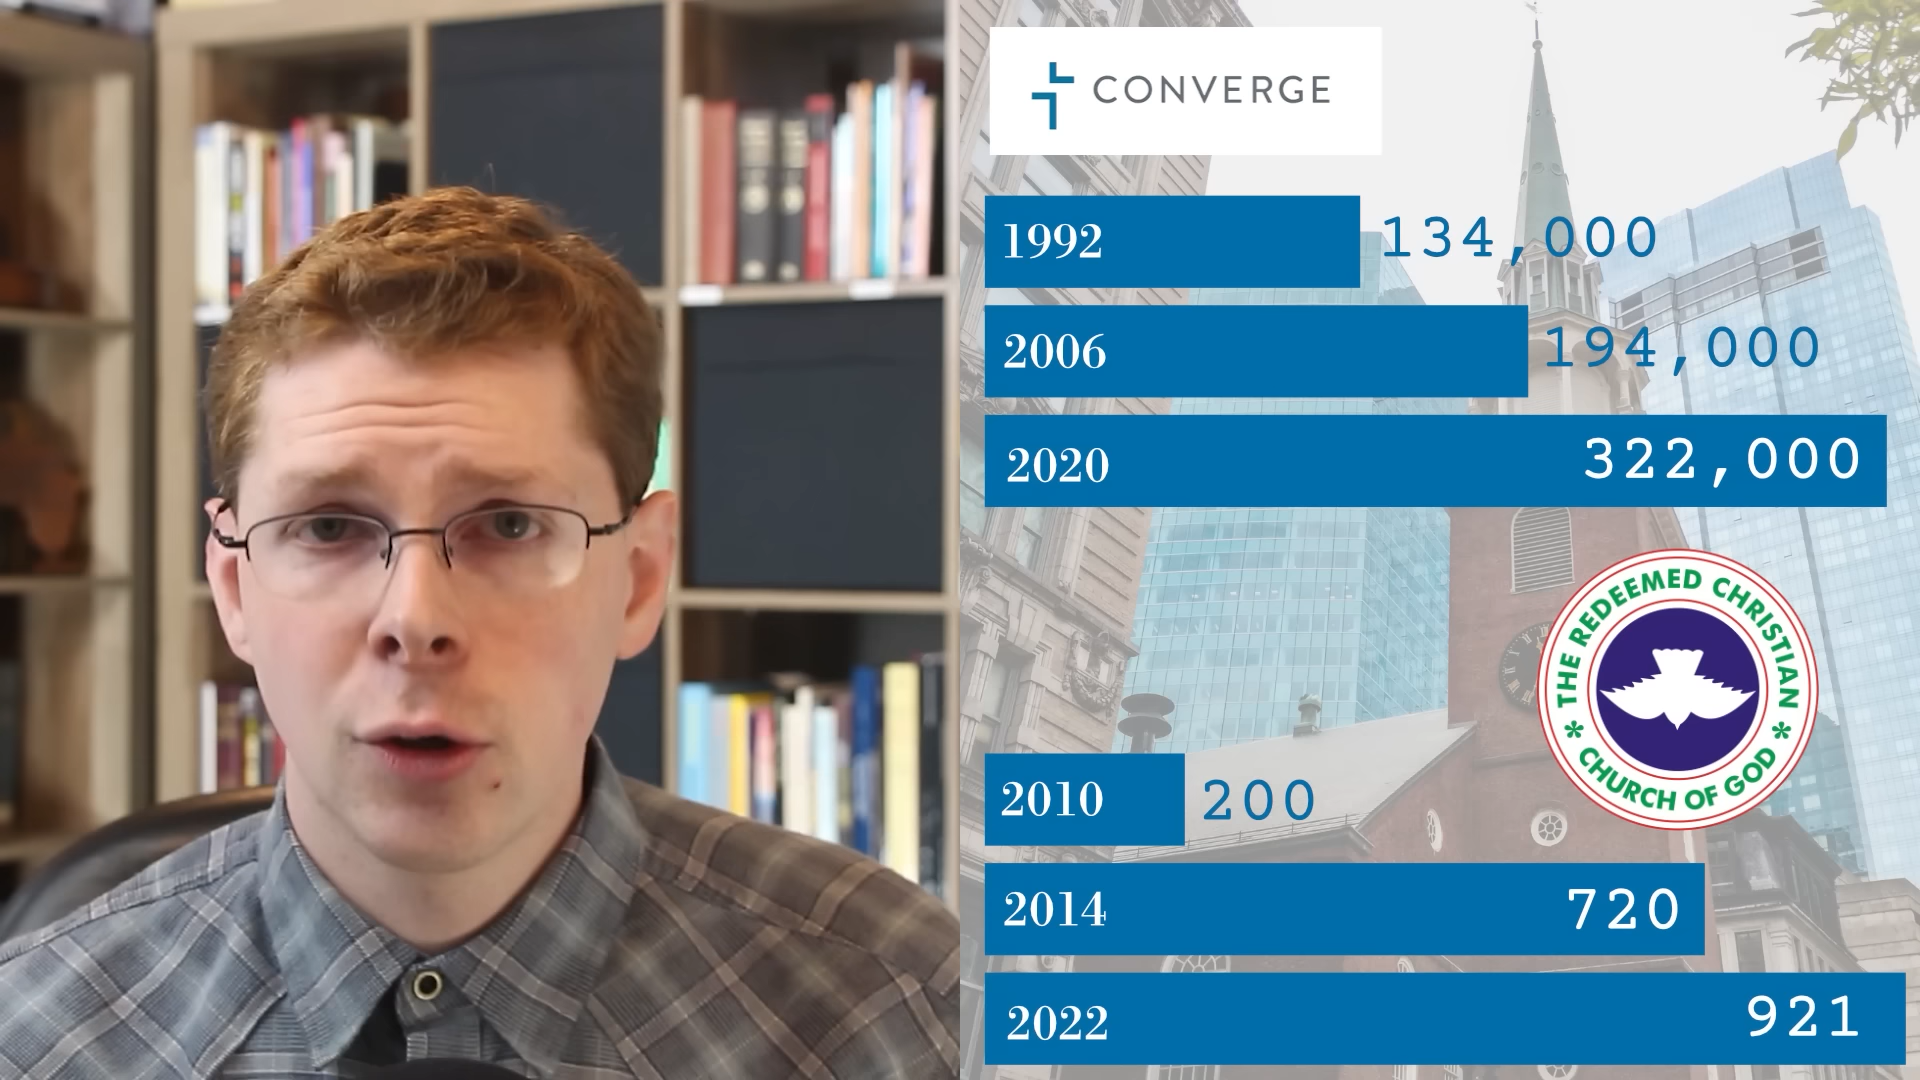 CONVERGE
1992 134,000
2006 194,000
2020 322,000
THE REDEEMED CHRISTIAN
* CHURCH OF GOD *
2010 200
2014 720
2022 921